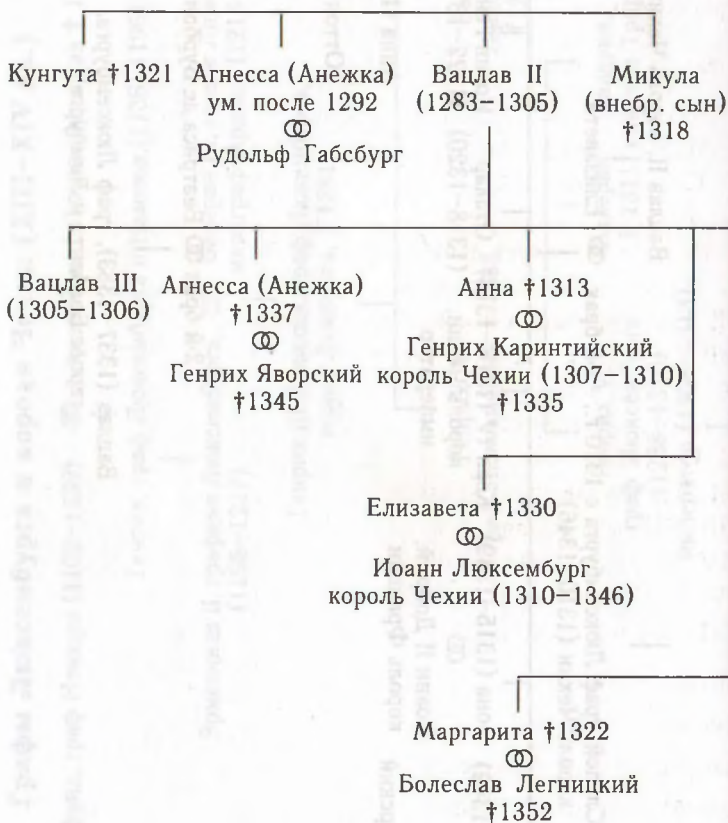 Кунгута †1321
Агнесса (Анежка)
ум. после 1292
Рудольф Габсбург
Вацлав II
(1283–1305)
Микула
(внебр. сын)
†1318
Вацлав III
(1305–1306)
Агнесса (Анежка)
†1337
Генрих Яворский
†1345
Анна †1313
Генрих Каринтийский
король Чехии (1307–1310)
†1335
Елизавета †1330
Иоанн Люксембург
король Чехии (1310–1346)
Маргарита †1322
Болеслав Легницкий
†1352